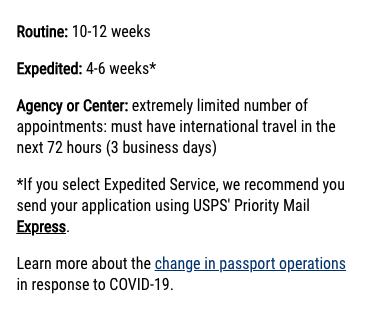 Routine: 10-12 weeks
Expedited: 4-6 weeks*
Agency or Center: extremely limited number of
appointments: must have international travel in the
next 72 hours (3 business days)
*If you select Expedited Service, we recommend you
send your application using USPS' Priority Mail
Express.
Learn more about the change in passport operations
in response to COVID-19.